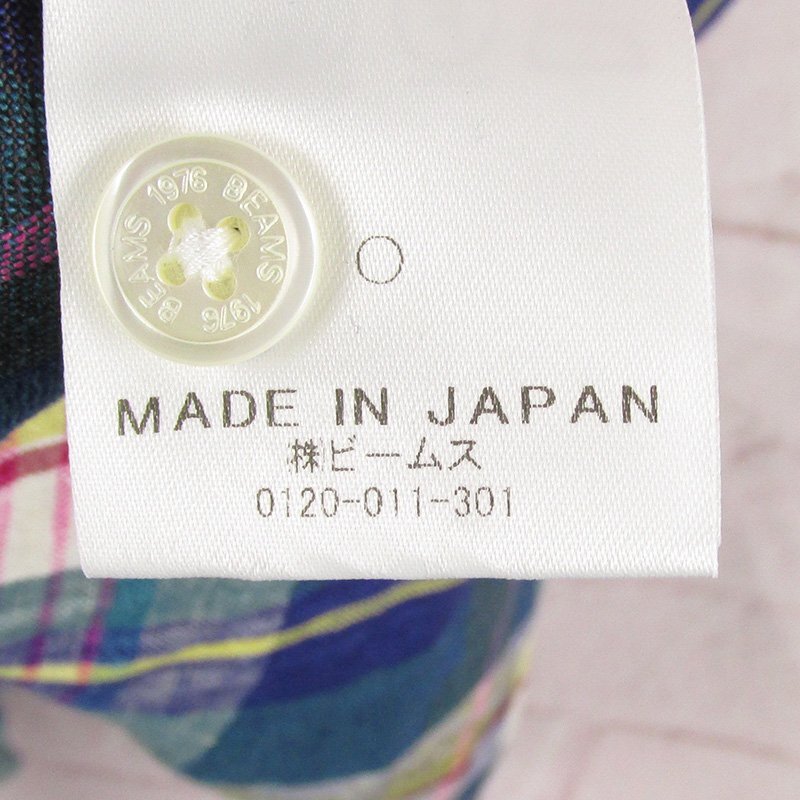 BEAMS 1976 BEAMS 1976
○
MADE IN JAPAN
㈱ビームス
0120-011-301